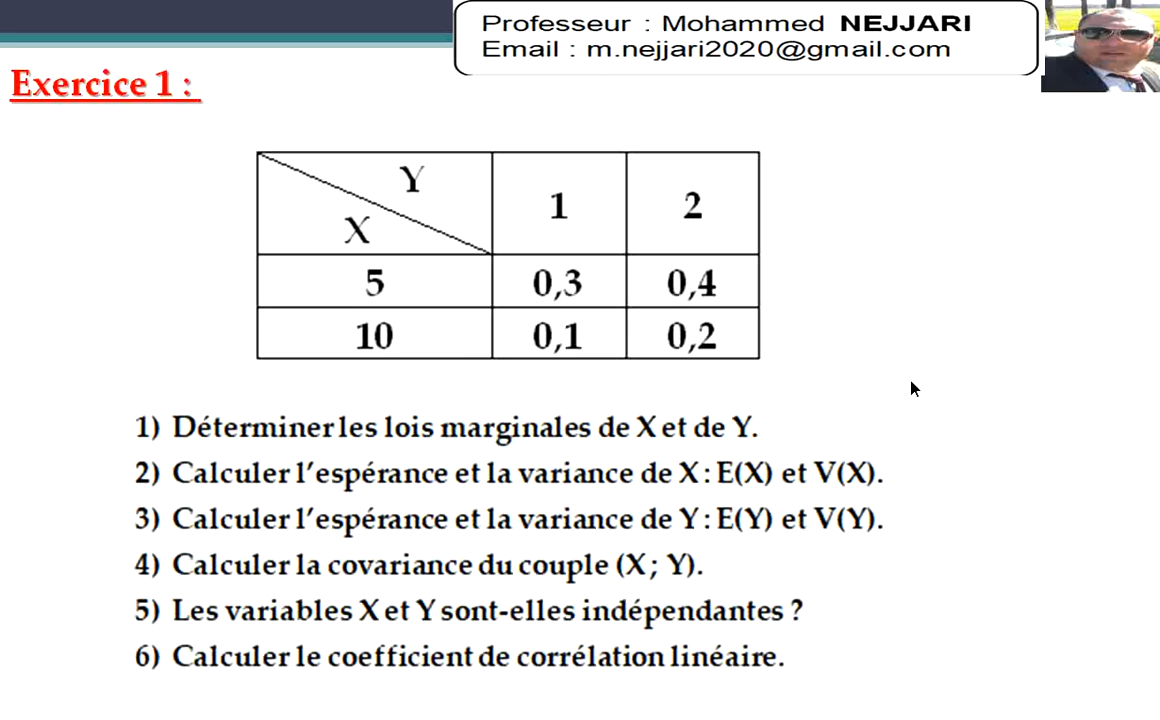 Professeur : Mohammed NEJJARI
Email : m.nejjari2020@gmail.com
Exercice 1 :
Y
X
1 2
5 0,3 0,4
10 0,1 0,2
1) Déterminer les lois marginales de X et de Y.
2) Calculer l'espérance et la variance de X : E(X) et V(X).
3) Calculer l'espérance et la variance de Y : E(Y) et V(Y).
4) Calculer la covariance du couple (X ; Y).
5) Les variables X et Y sont-elles indépendantes ?
6) Calculer le coefficient de corrélation linéaire.